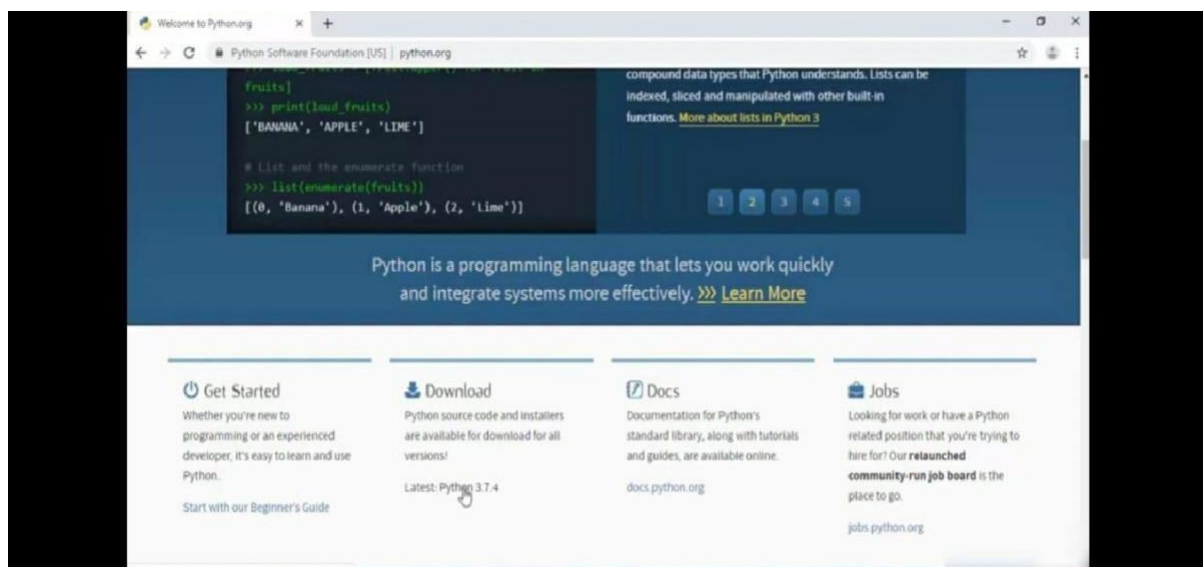 Welcome to Python.org
Python Software Foundation [US] | python.org
fruits]
>>> print(loud_fruits)
['BANANA', 'APPLE', 'LIME']
# List and the enumerate function
>>> list(enumerate(fruits))
[(0, 'Banana'), (1, 'Apple'), (2, 'Lime')]
compound data types that Python understands. Lists can be
indexed, sliced and manipulated with other built-in
functions. More about lists in Python 3
1 2 3 4 5
Python is a programming language that lets you work quickly
and integrate systems more effectively. >>> Learn More
Get Started
Whether you're new to
programming or an experienced
developer, it's easy to learn and use
Python.
Start with our Beginner's Guide
Download
Python source code and installers
are available for download for all
versions!
Latest: Python 3.7.4
Docs
Documentation for Python's
standard library, along with tutorials
and guides, are available online.
docs.python.org
Jobs
Looking for work or have a Python
related position that you're trying to
hire for? Our relaunched
community-run job board is the
place to go.
jobs.python.org